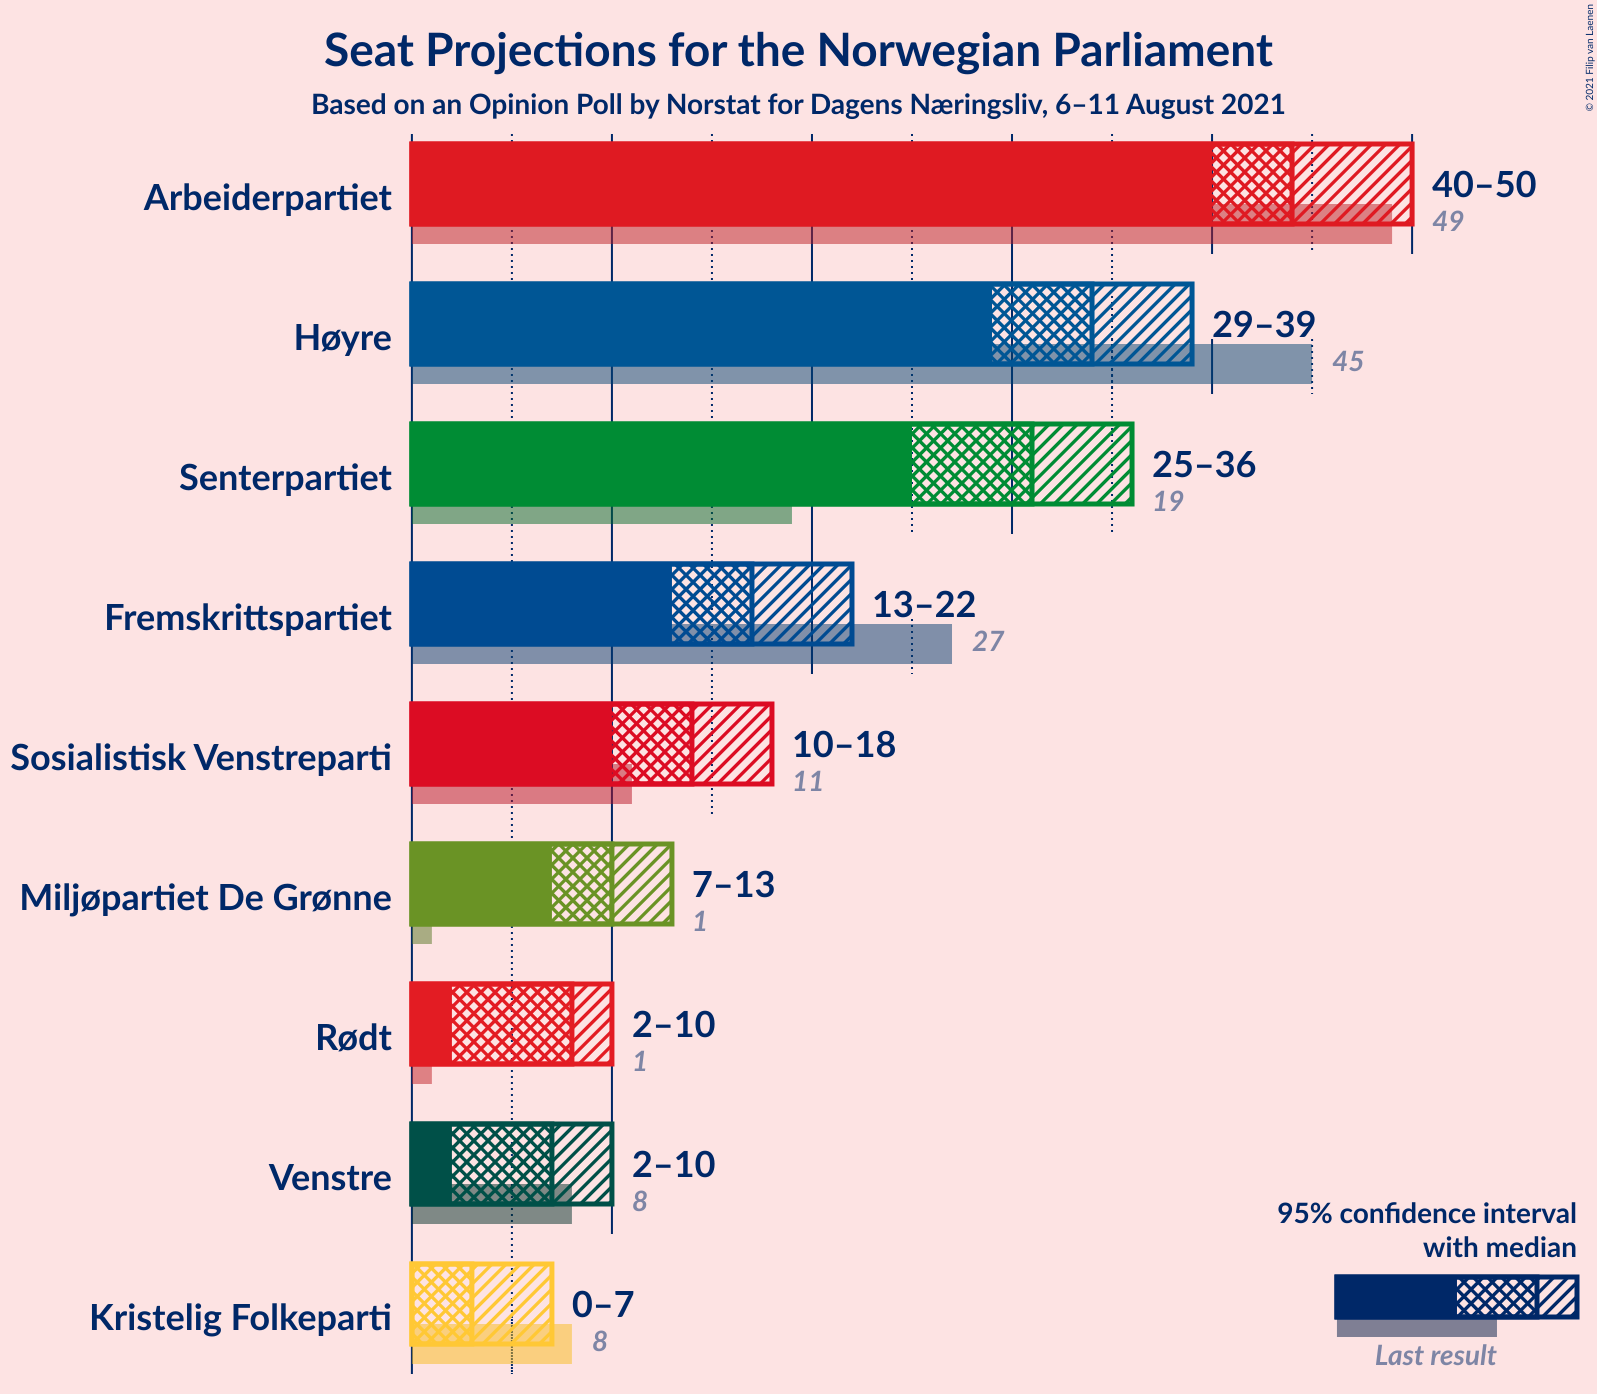 Seat Projections for the Norwegian Parliament
Based on an Opinion Poll by Norstat for Dagens Næringsliv, 6–11 August 2021
© 2021 Filip van Laenen
Arbeiderpartiet
40–50
49
Høyre
29–39
45
Senterpartiet
25–36
19
Fremskrittspartiet
13–22
27
Sosialistisk Venstreparti
10–18
11
Miljøpartiet De Grønne
7–13
1
Rødt
2–10
1
Venstre
2–10
8
Kristelig Folkeparti
0–7
8
95% confidence interval
with median
Last result